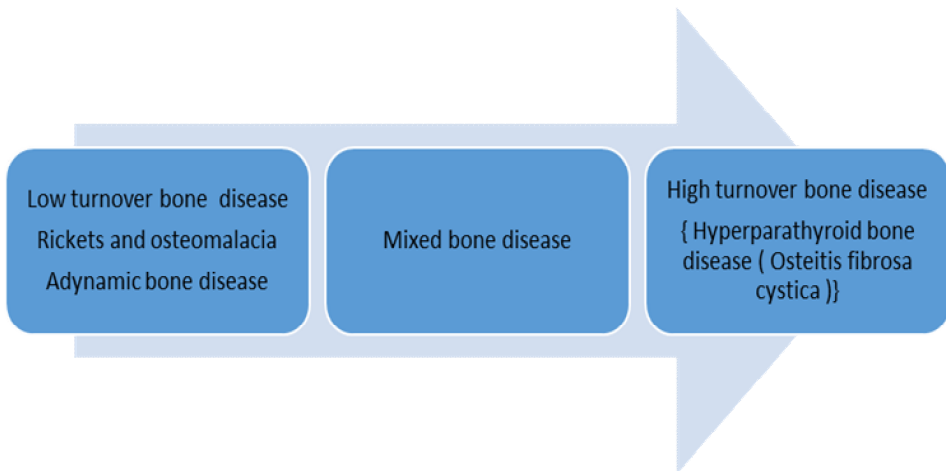 Low turnover bone disease
Rickets and osteomalacia
Adynamic bone disease
Mixed bone disease
High turnover bone disease
{ Hyperparathyroid bone
disease ( Osteitis fibrosa
cystica )}